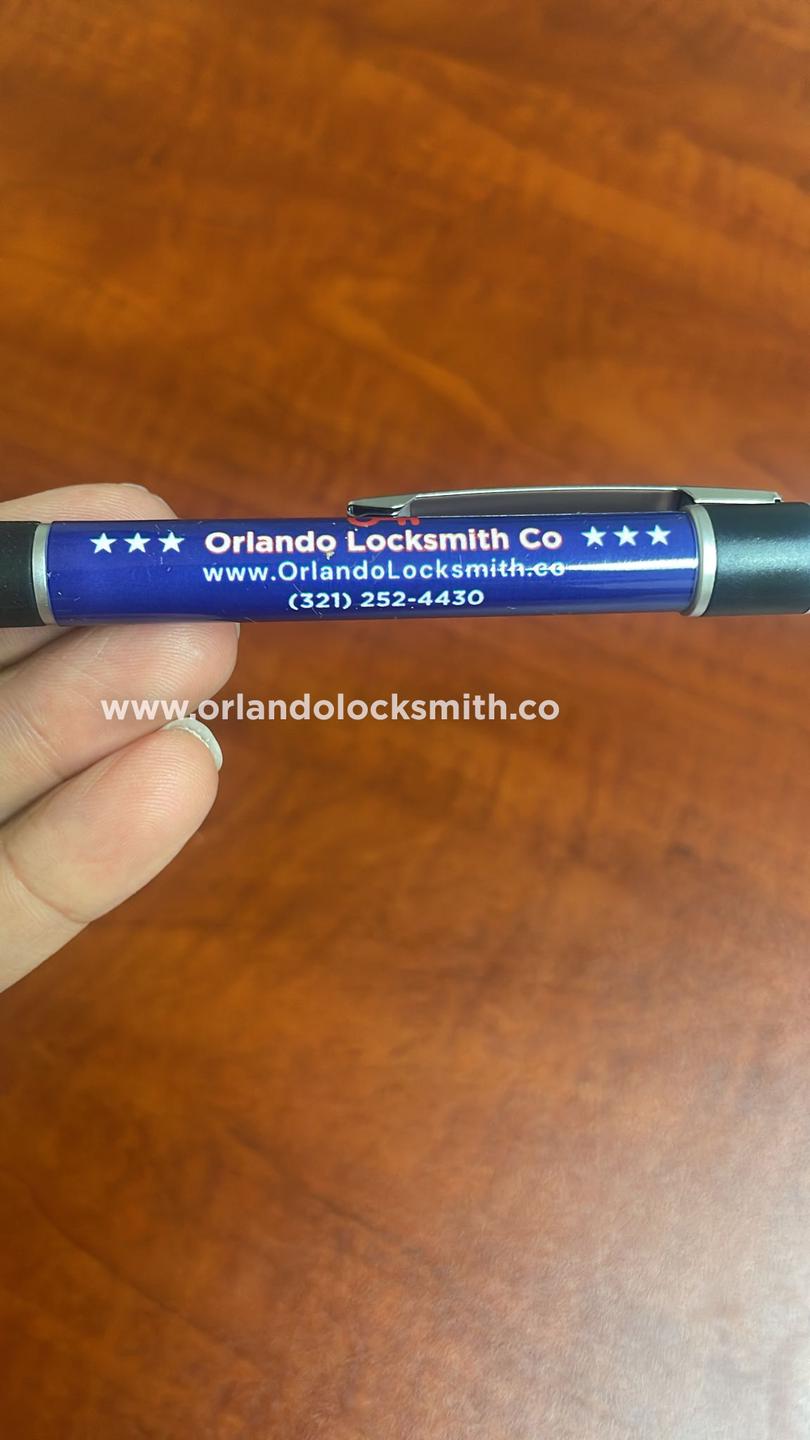 ★★★ Orlando Locksmith Co ★★★
www.OrlandoLocksmith.co
(321) 252-4430
www.orlandolocksmith.co